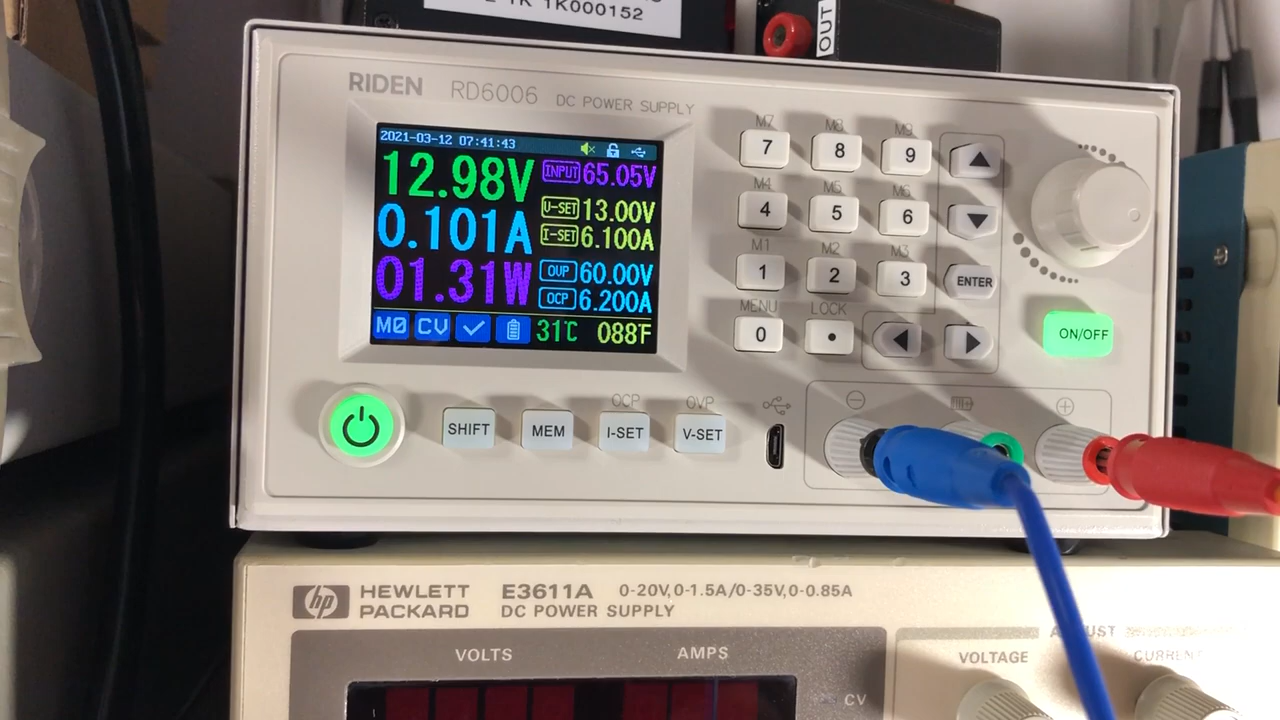 1K 1K000152
OUT
RIDEN RD6006 DC POWER SUPPLY
2021-03-12 07:41:43
12.98V INPUT 65.05V
V-SET 13.00V
0.101A I-SET 6.100A
01.31W OVP 60.00V
OCP 6.200A
M0 CV 31℃ 088F
M7 M8 M9
7 8 9
M4 M5 M6
4 5 6
M1 M2 M3
1 2 3 ENTER
MENU LOCK
0 •
ON/OFF
OCP OVP
SHIFT MEM I-SET V-SET
hp HEWLETT PACKARD
E3611A 0-20V,0-1.5A/0-35V,0-0.85A
DC POWER SUPPLY
VOLTS AMPS
CV
VOLTAGE CURRENT